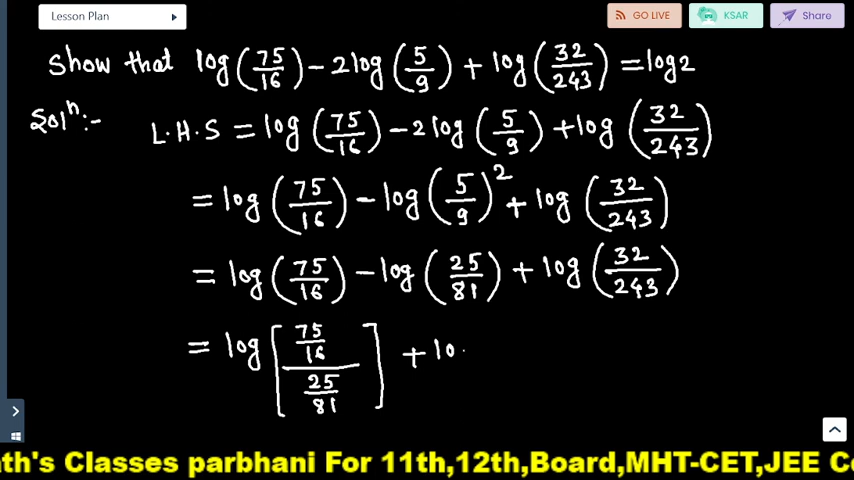 Lesson Plan
GO LIVE
KSAR
Share
Show that log(75/16) - 2log(5/9) + log(32/243) = log2
Solⁿ:- L.H.S = log(75/16) - 2log(5/9) + log(32/243)
= log(75/16) - log(5/9)² + log(32/243)
= log(75/16) - log(25/81) + log(32/243)
= log[(75/16)/(25/81)] + lo
ath's Classes parbhani For 11th,12th,Board,MHT-CET,JEE Co